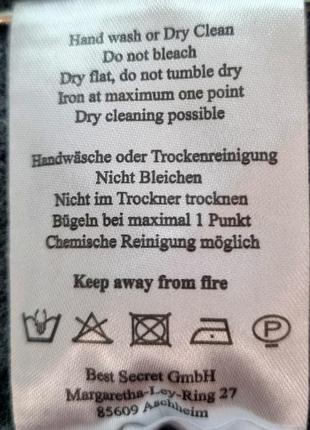 Hand wash or Dry Clean
Do not bleach
Dry flat, do not tumble dry
Iron at maximum one point
Dry cleaning possible
Handwäsche oder Trockenreinigung
Nicht Bleichen
Nicht im Trockner trocknen
Bügeln bei maximal 1 Punkt
Chemische Reinigung möglich
Keep away from fire
P
Best Secret GmbH
Margaretha-Ley-Ring 27
85609 Aschheim